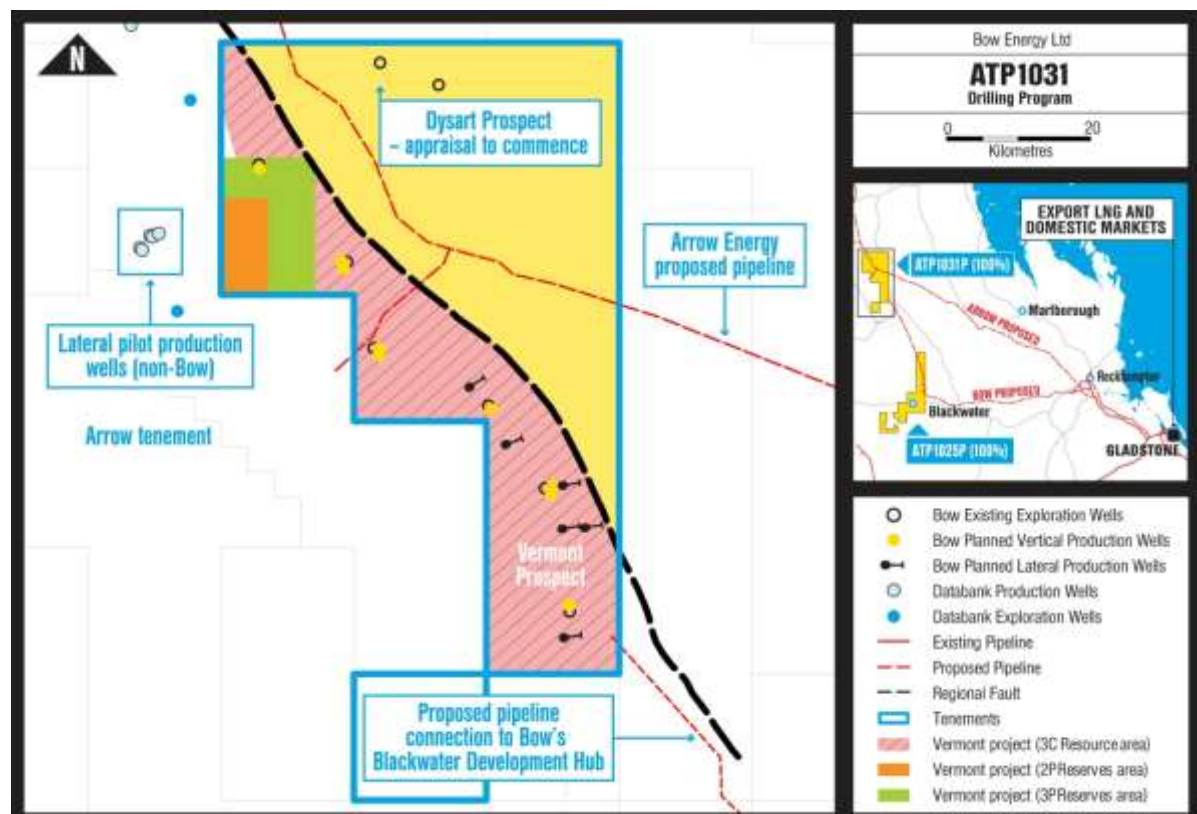 N
Dysart Prospect
– appraisal to commence
Arrow Energy
proposed pipeline
Lateral pilot production
wells (non-Bow)
Arrow tenement
Vermont
Prospect
Proposed pipeline
connection to Bow's
Blackwater Development Hub
Bow Energy Ltd
ATP1031
Drilling Program
0 20
Kilometres
EXPORT LNG AND
DOMESTIC MARKETS
ATP1031P (100%)
Marlborough
ARROW PROPOSED
Rockhampton
BOW PROPOSED
Blackwater
ATP1025P (100%)
GLADSTONE
Bow Existing Exploration Wells
Bow Planned Vertical Production Wells
Bow Planned Lateral Production Wells
Databank Production Wells
Databank Exploration Wells
Existing Pipeline
Proposed Pipeline
Regional Fault
Tenements
Vermont project (3C Resource area)
Vermont project (2P Reserves area)
Vermont project (3P Reserves area)